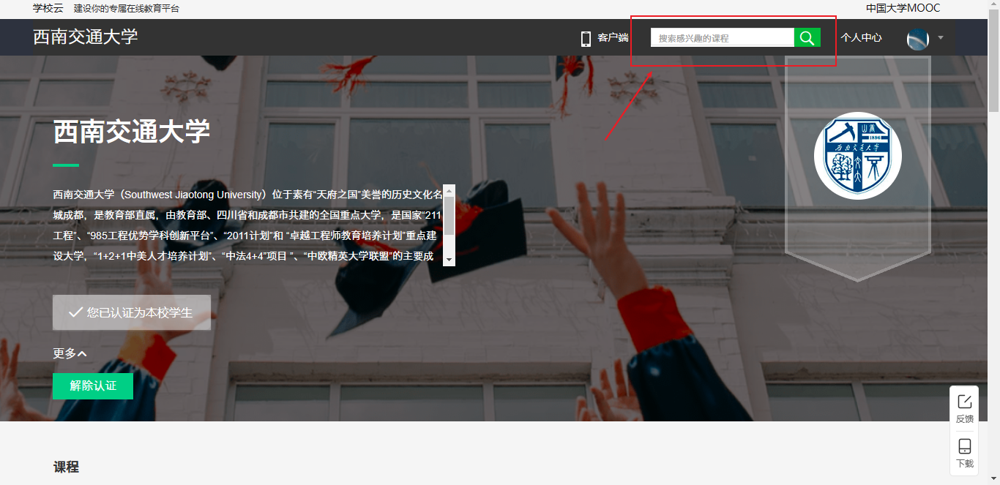 学校云 建设你的专属在线教育平台 中国大学MOOC
西南交通大学 客户端 搜索感兴趣的课程 个人中心
西南交通大学
西南交通大学（Southwest Jiaotong University）位于素有“天府之国”美誉的历史文化名
城成都，是教育部直属，由教育部、四川省和成都市共建的全国重点大学，是国家“211
工程”、“985工程优势学科创新平台”、“2011计划”和 “卓越工程师教育培养计划”重点建
设大学，“1+2+1中美人才培养计划”、“中法4+4”项目 ”、“中欧精英大学联盟”的主要成
1896
西南交通大学
您已认证为本校学生
更多
解除认证
反馈
下载
课程